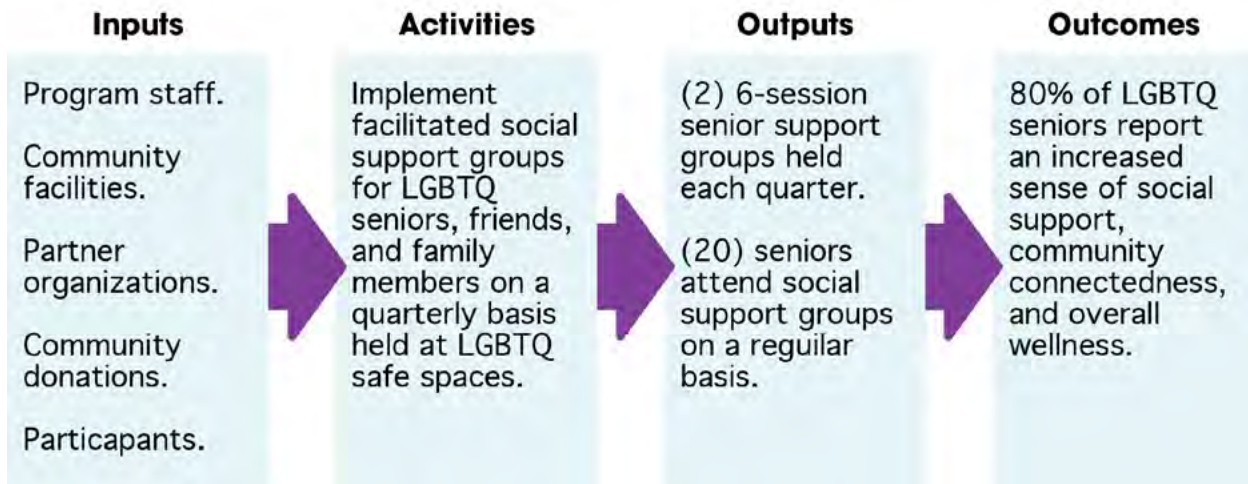 Inputs
Program staff.
Community
facilities.
Partner
organizations.
Community
donations.
Particapants.
Activities
Implement
facilitated social
support groups
for LGBTQ
seniors, friends,
and family
members on a
quarterly basis
held at LGBTQ
safe spaces.
Outputs
(2) 6-session
senior support
groups held
each quarter.
(20) seniors
attend social
support groups
on a reguilar
basis.
Outcomes
80% of LGBTQ
seniors report
an increased
sense of social
support,
community
connectedness,
and overall
wellness.